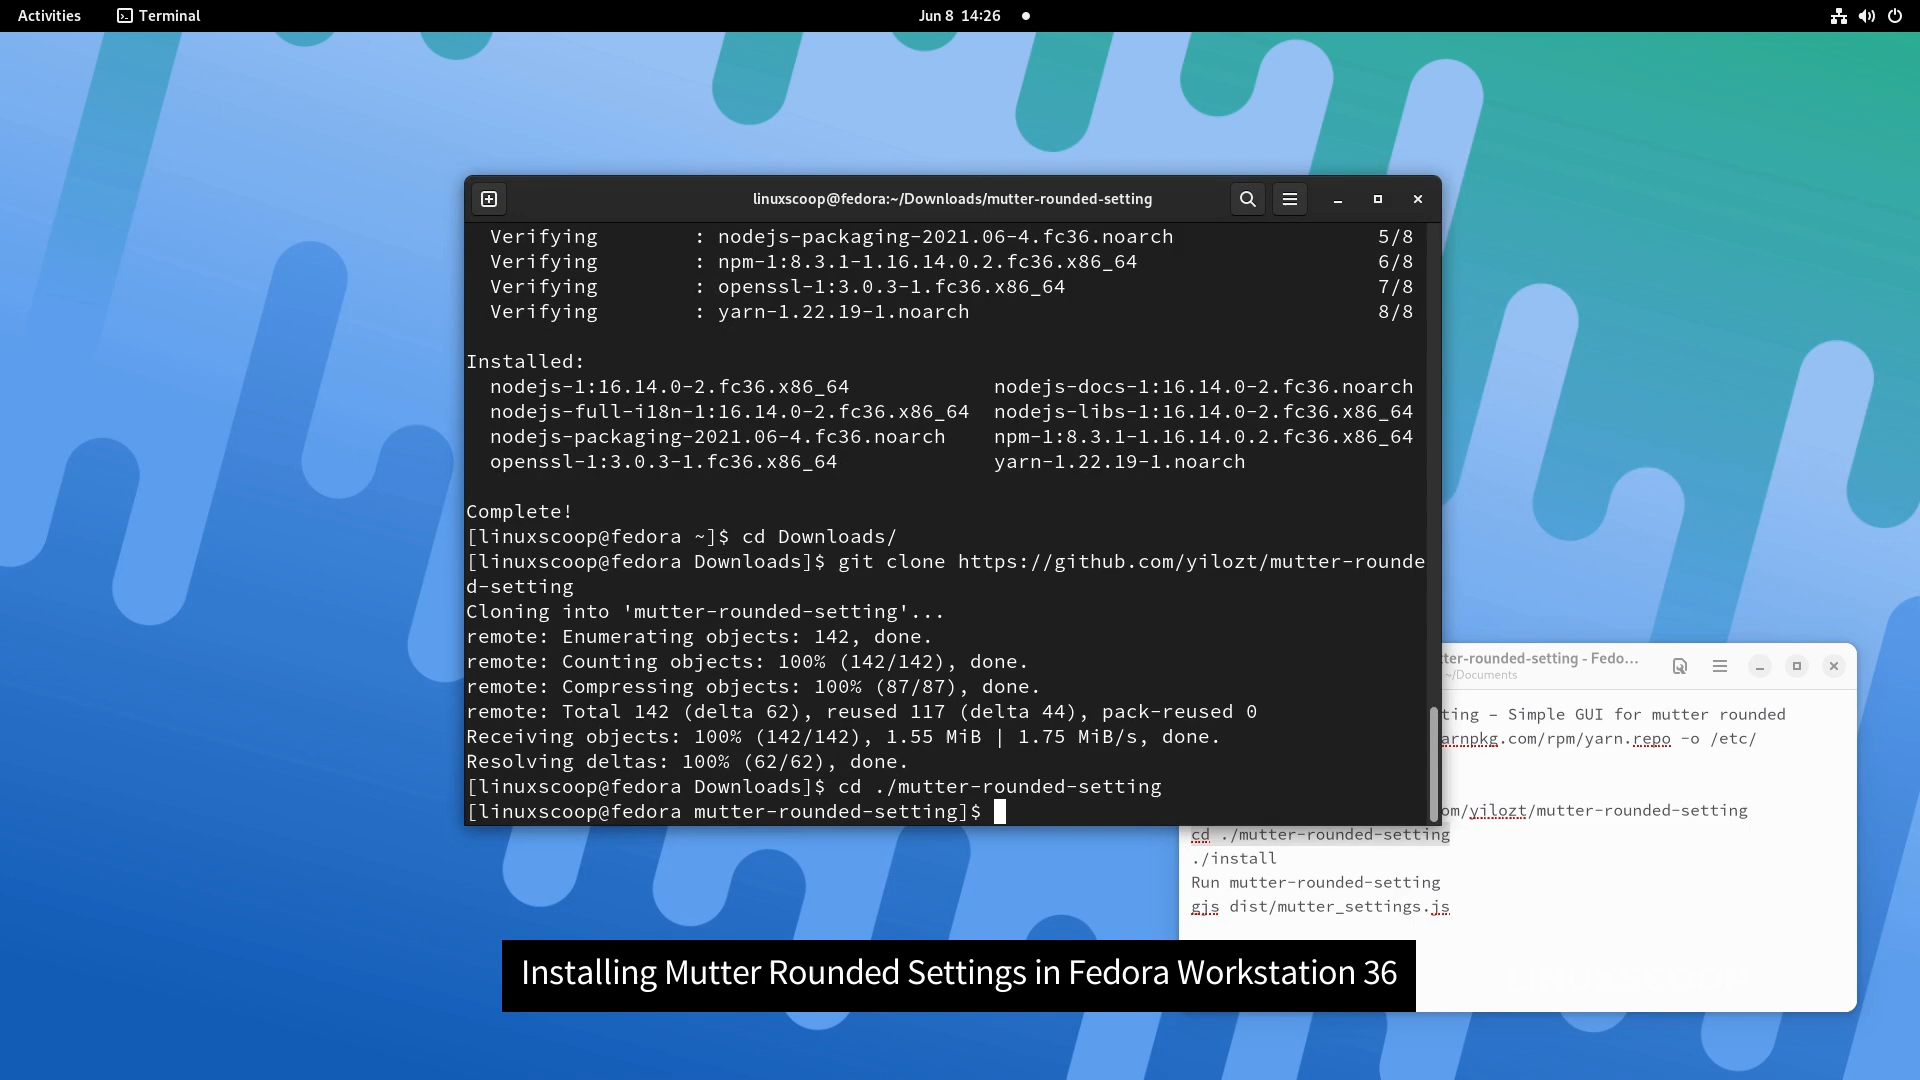 Activities
Terminal
Jun 8 14:26
linuxscoop@fedora:~/Downloads/mutter-rounded-setting
Verifying : nodejs-packaging-2021.06-4.fc36.noarch 5/8
Verifying : npm-1:8.3.1-1.16.14.0.2.fc36.x86_64 6/8
Verifying : openssl-1:3.0.3-1.fc36.x86_64 7/8
Verifying : yarn-1.22.19-1.noarch 8/8
Installed:
nodejs-1:16.14.0-2.fc36.x86_64 nodejs-docs-1:16.14.0-2.fc36.noarch
nodejs-full-i18n-1:16.14.0-2.fc36.x86_64 nodejs-libs-1:16.14.0-2.fc36.x86_64
nodejs-packaging-2021.06-4.fc36.noarch npm-1:8.3.1-1.16.14.0.2.fc36.x86_64
openssl-1:3.0.3-1.fc36.x86_64 yarn-1.22.19-1.noarch
Complete!
[linuxscoop@fedora ~]$ cd Downloads/
[linuxscoop@fedora Downloads]$ git clone https://github.com/yilozt/mutter-rounde
d-setting
Cloning into 'mutter-rounded-setting'...
remote: Enumerating objects: 142, done.
remote: Counting objects: 100% (142/142), done.
remote: Compressing objects: 100% (87/87), done.
remote: Total 142 (delta 62), reused 117 (delta 44), pack-reused 0
Receiving objects: 100% (142/142), 1.55 MiB | 1.75 MiB/s, done.
Resolving deltas: 100% (62/62), done.
[linuxscoop@fedora Downloads]$ cd ./mutter-rounded-setting
[linuxscoop@fedora mutter-rounded-setting]$
tter-rounded-setting - Fedo...
~/Documents
ting – Simple GUI for mutter rounded
arnpkg.com/rpm/yarn.repo -o /etc/
om/yilozt/mutter-rounded-setting
cd ./mutter-rounded-setting
./install
Run mutter-rounded-setting
gjs dist/mutter_settings.js
Installing Mutter Rounded Settings in Fedora Workstation 36